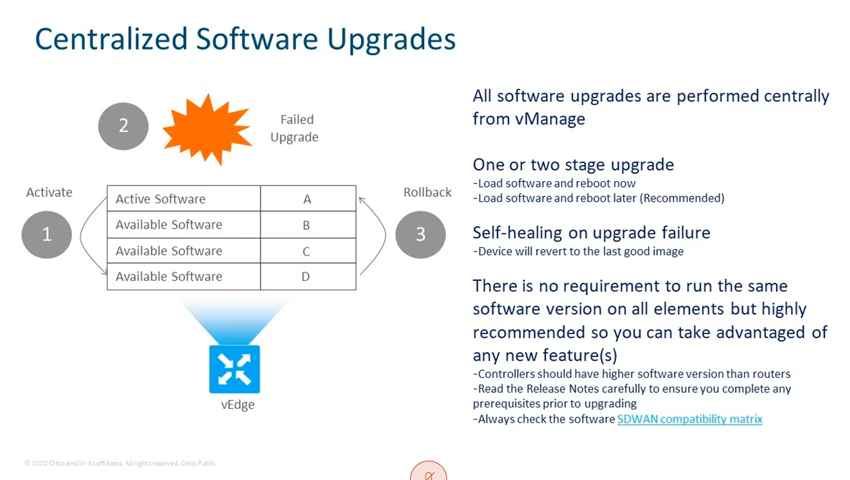 Centralized Software Upgrades
2
Failed
Upgrade
Activate
Rollback
1
3
Active Software A
Available Software B
Available Software C
Available Software D
vEdge
All software upgrades are performed centrally
from vManage
One or two stage upgrade
-Load software and reboot now
-Load software and reboot later (Recommended)
Self-healing on upgrade failure
-Device will revert to the last good image
There is no requirement to run the same
software version on all elements but highly
recommended so you can take advantaged of
any new feature(s)
-Controllers should have higher software version than routers
-Read the Release Notes carefully to ensure you complete any
prerequisites prior to upgrading
-Always check the software SDWAN compatibility matrix
© 2020 Cisco and/or its affiliates. All rights reserved. Cisco Public